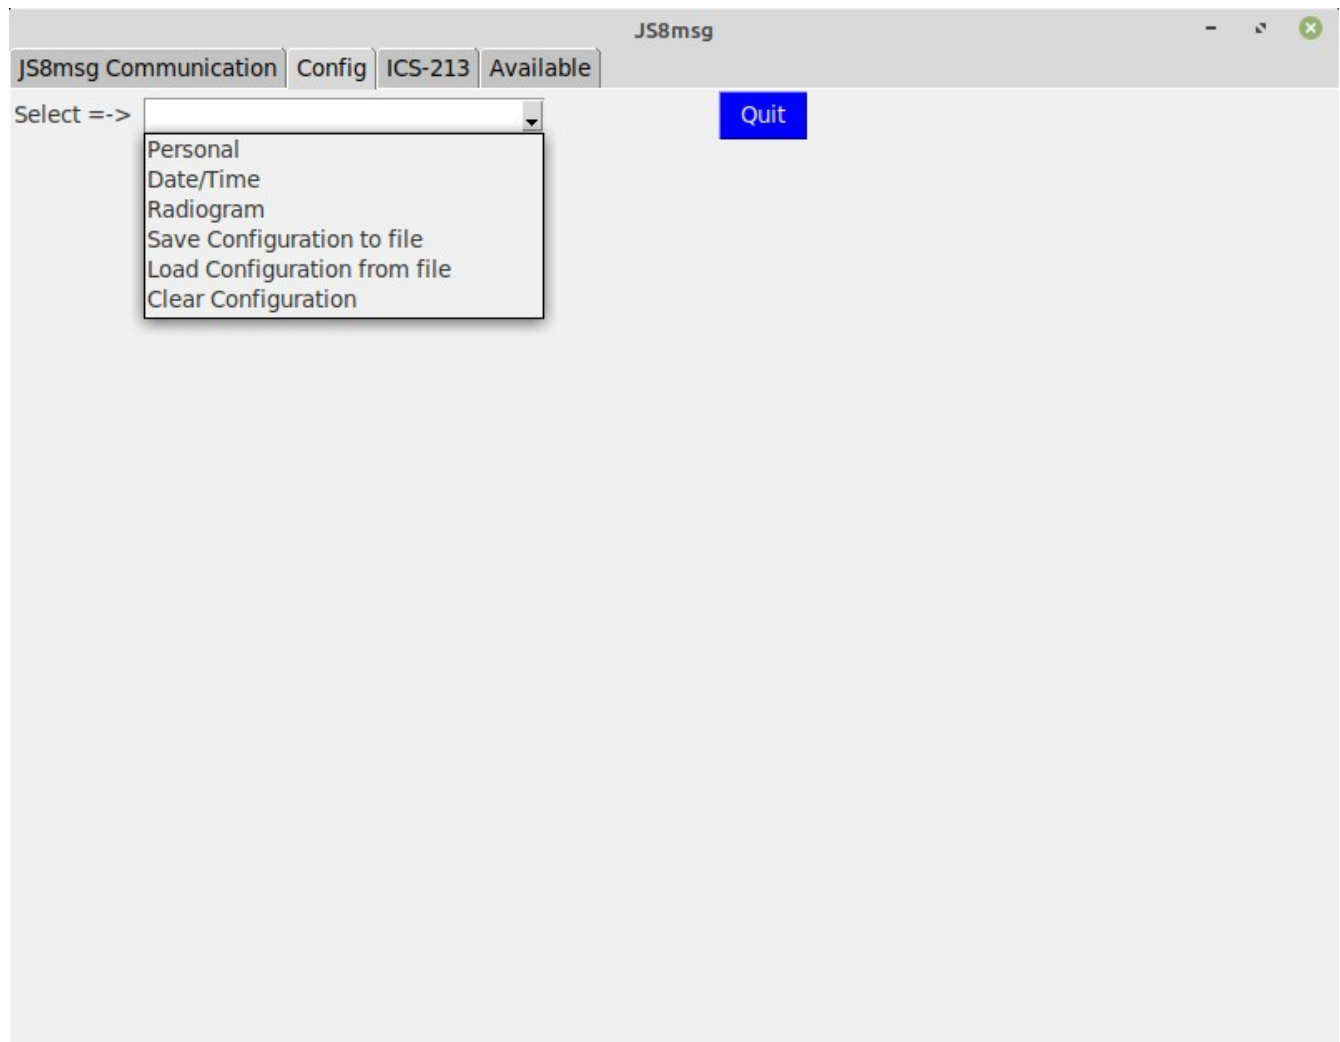 JS8msg
JS8msg Communication Config ICS-213 Available
Select =-> Quit
Personal
Date/Time
Radiogram
Save Configuration to file
Load Configuration from file
Clear Configuration